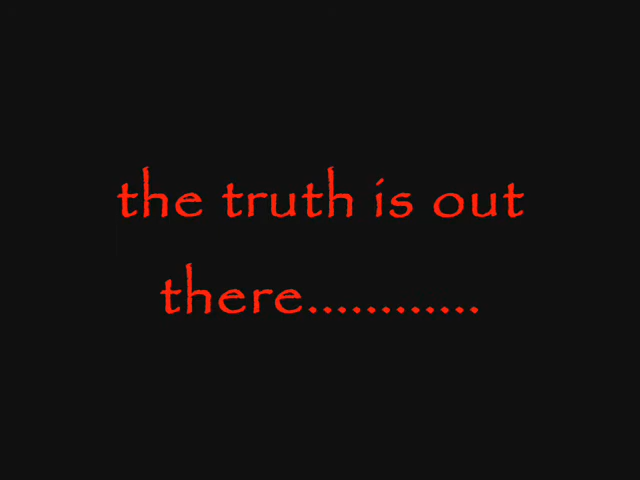 the truth is out
there............